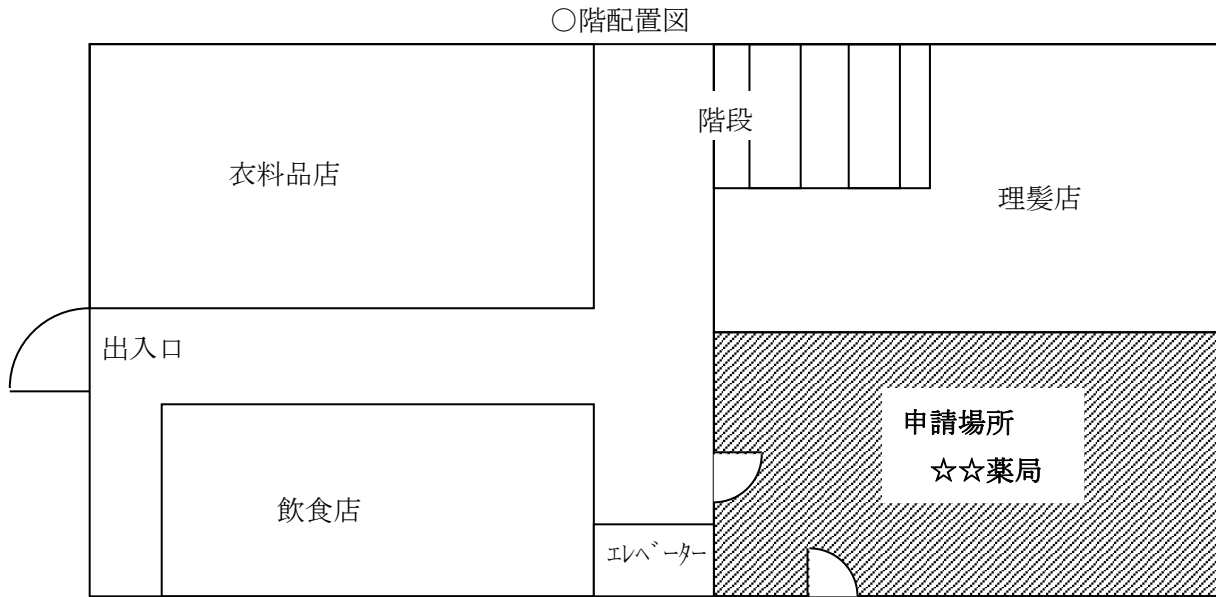 ○階配置図
階段
衣料品店
理髪店
出入口
申請場所
☆☆薬局
飲食店
ｴﾚﾍﾞｰﾀｰ